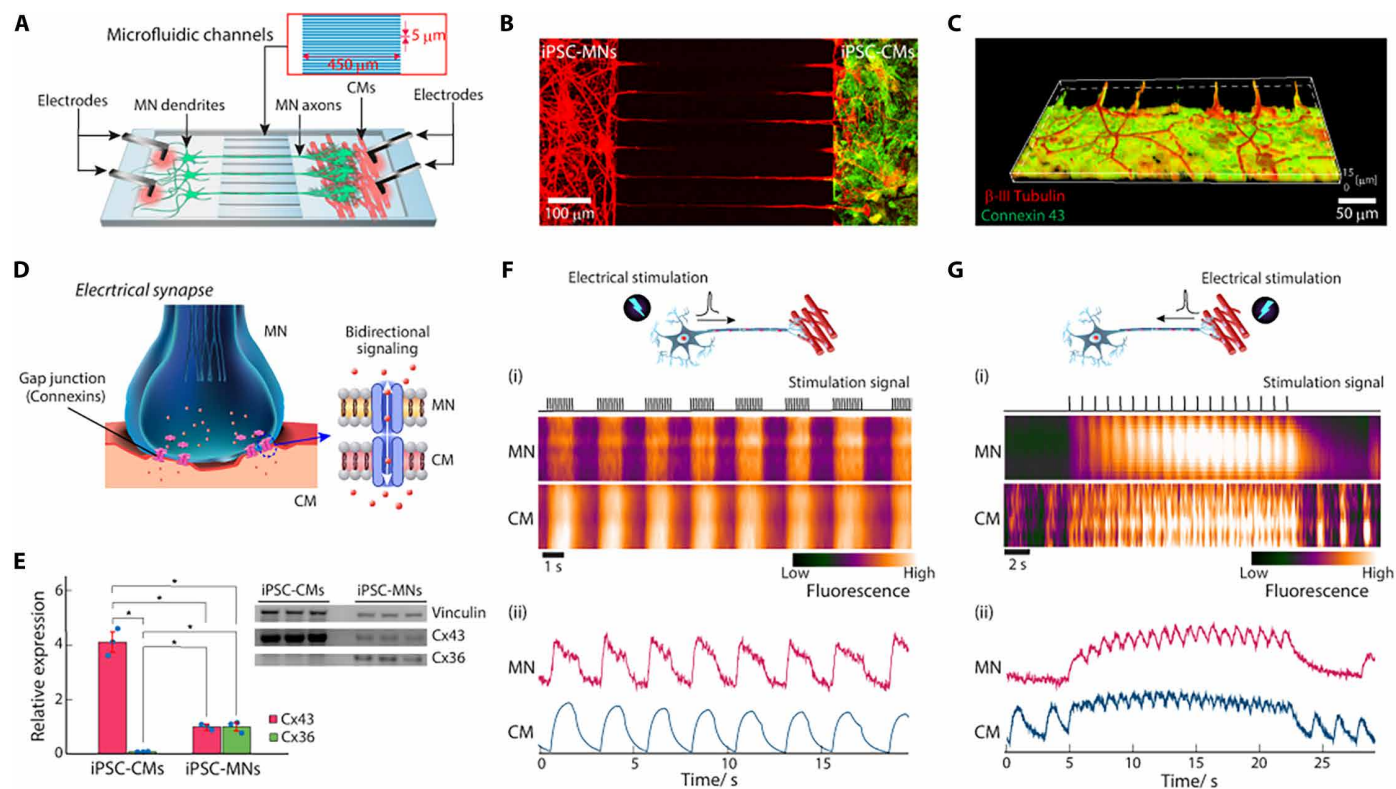 A
Microfluidic channels
5 μm
450 μm
Electrodes
MN dendrites
MN axons
CMs
Electrodes
B
iPSC-MNs
iPSC-CMs
100 μm
C
β-III Tubulin
Connexin 43
15
[μm]
0
50 μm
D
Elecrtrical synapse
MN
Gap junction
(Connexins)
CM
Bidirectional
signaling
MN
CM
E
Relative expression
6
4
2
0
* * * * *
iPSC-CMs
iPSC-MNs
Cx43
Cx36
iPSC-CMs
iPSC-MNs
Vinculin
Cx43
Cx36
F
Electrical stimulation
(i)
Stimulation signal
MN
CM
1 s
Low
High
Fluorescence
(ii)
MN
CM
0 5 10 15
Time/ s
G
Electrical stimulation
(i)
Stimulation signal
MN
CM
2 s
Low
High
Fluorescence
(ii)
MN
CM
0 5 10 15 20 25
Time/ s